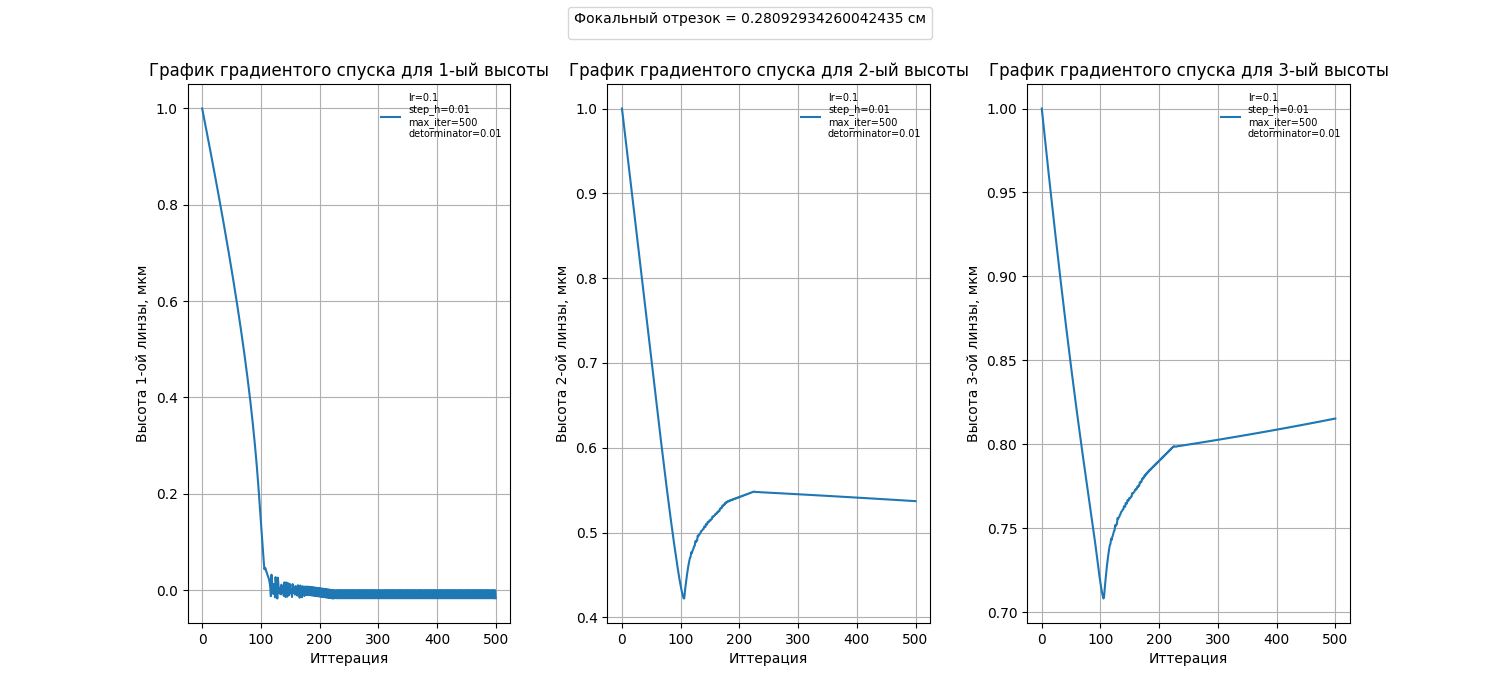 Фокальный отрезок = 0.28092934260042435 см
График градиентого спуска для 1-ый высоты
lr=0.1
step_h=0.01
max_iter=500
detorminator=0.01
1.0
0.8
0.6
0.4
0.2
0.0
Высота 1-ой линзы, мкм
0 100 200 300 400 500
Иттерация
График градиентого спуска для 2-ый высоты
lr=0.1
step_h=0.01
max_iter=500
detorminator=0.01
1.0
0.9
0.8
0.7
0.6
0.5
0.4
Высота 2-ой линзы, мкм
0 100 200 300 400 500
Иттерация
График градиентого спуска для 3-ый высоты
lr=0.1
step_h=0.01
max_iter=500
detorminator=0.01
1.00
0.95
0.90
0.85
0.80
0.75
0.70
Высота 3-ой линзы, мкм
0 100 200 300 400 500
Иттерация